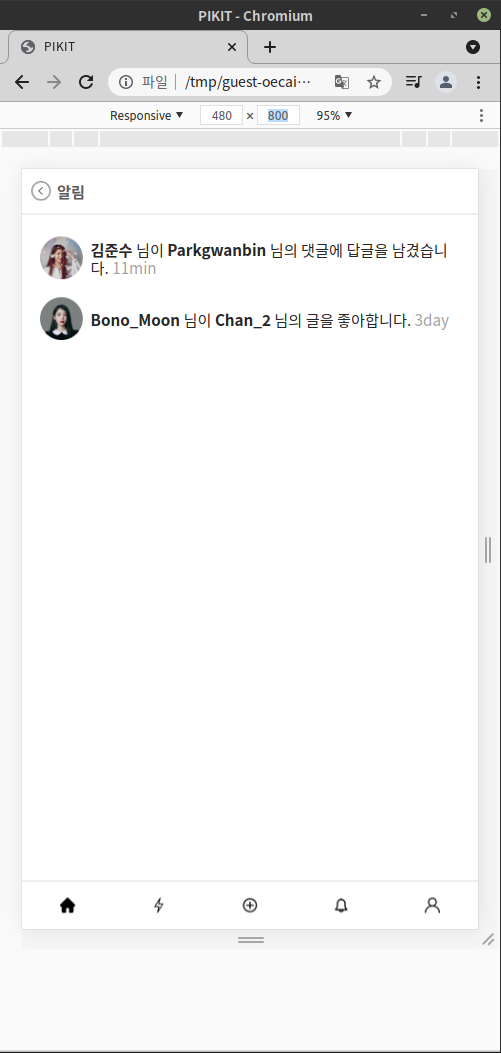 PIKIT - Chromium
PIKIT
파일 /tmp/guest-oecai…
Responsive 480 × 800 95%
알림
김준수 님이 Parkgwanbin 님의 댓글에 답글을 남겼습니
다. 11min
Bono_Moon 님이 Chan_2 님의 글을 좋아합니다. 3day